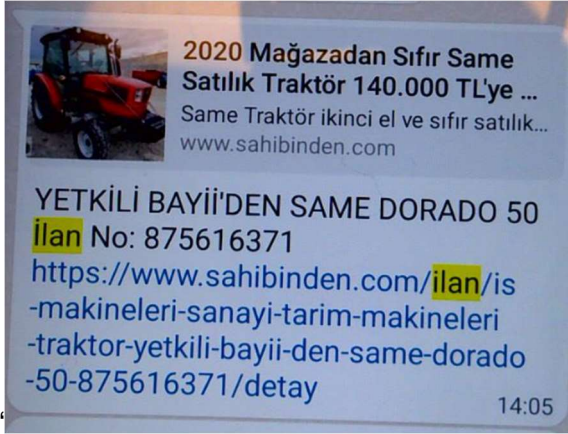 2020 Mağazadan Sıfır Same
Satılık Traktör 140.000 TL'ye ...
Same Traktör ikinci el ve sıfır satılık...
www.sahibinden.com
YETKİLİ BAYİİ'DEN SAME DORADO 50
İlan No: 875616371
https://www.sahibinden.com/ilan/is
-makineleri-sanayi-tarim-makineleri
-traktor-yetkili-bayii-den-same-dorado
-50-875616371/detay
14:05